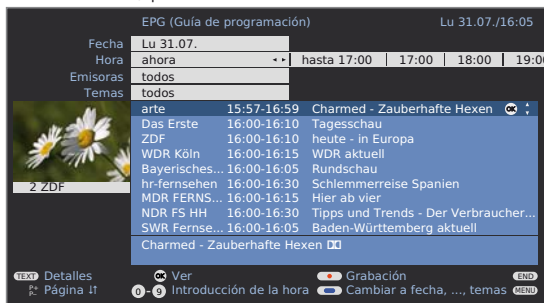 EPG (Guía de programación) Lu 31.07./16:05
Fecha Lu 31.07.
Hora ahora hasta 17:00 17:00 18:00 19:00
Emisoras todos
Temas todos
arte 15:57-16:59 Charmed - Zauberhafte Hexen OK
Das Erste 16:00-16:10 Tagesschau
ZDF 16:00-16:10 heute - in Europa
WDR Köln 16:00-16:15 WDR aktuell
Bayerisches... 16:00-16:05 Rundschau
2 ZDF hr-fernsehen 16:00-16:30 Schlemmerreise Spanien
MDR FERNS... 16:00-16:15 Hier ab vier
NDR FS HH 16:00-16:30 Tipps und Trends - Der Verbraucher...
SWR Fernse... 16:00-16:05 Baden-Württemberg aktuell
Charmed - Zauberhafte Hexen
TEXT Detalles OK Ver Grabación END
P+ P- Página 0-9 Introducción de la hora Cambiar a fecha, ..., temas MENU